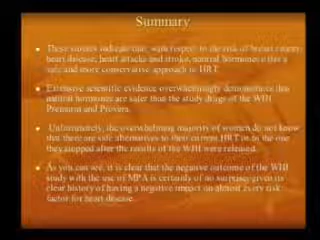 Summary
These studies indicate that, with respect to the risk of breast cancer,
heart disease, heart attacks and stroke, natural hormones offer a
safe and more conservative approach to HRT.
Extensive scientific evidence overwhelmingly demonstrates that
natural hormones are safer than the study drugs of the WHI
Premarin and Provera.
Unfortunately, the overwhelming majority of women do not know
that there are safe alternatives to their current HRT or to the one
they stopped after the results of the WHI were released.
As you can see, it is clear that the negative outcome of the WHI
study with the use of MPA is certainly of no surprise given its
clear history of having a negative impact on almost every risk
factor for heart disease.